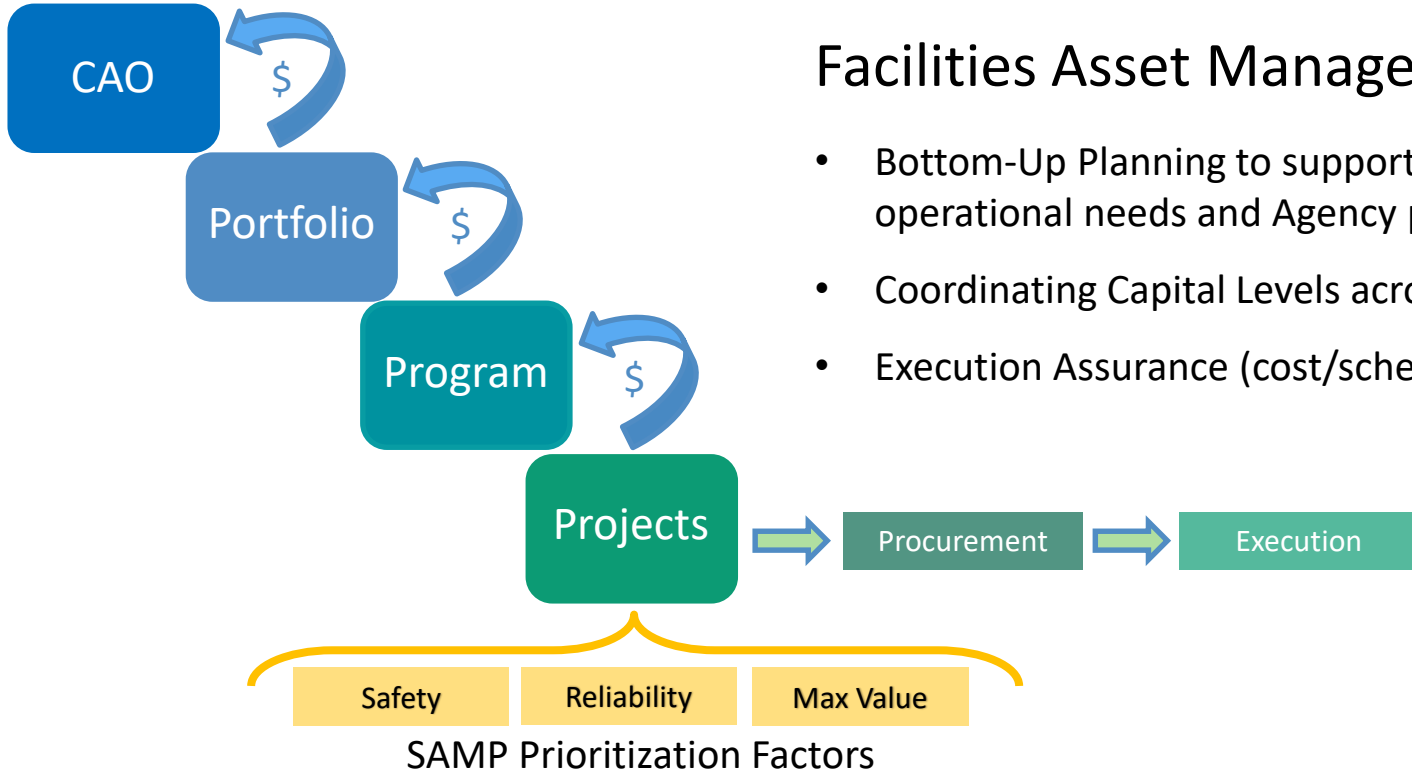 CAO
$
Portfolio
$
Program
$
Projects
Facilities Asset Manage
• Bottom-Up Planning to support
operational needs and Agency
• Coordinating Capital Levels acr
• Execution Assurance (cost/sche
Procurement
Execution
Safety
Reliability
Max Value
SAMP Prioritization Factors